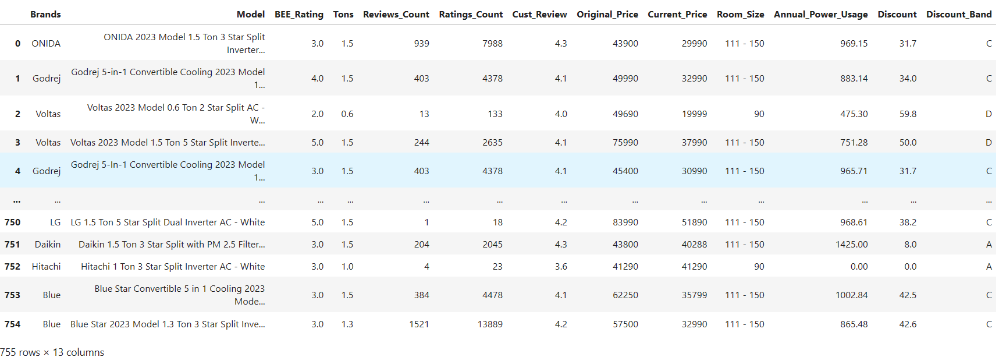 Brands Model BEE_Rating Tons Reviews_Count Ratings_Count Cust_Review Original_Price Current_Price Room_Size Annual_Power_Usage Discount Discount_Band
0 ONIDA ONIDA 2023 Model 1.5 Ton 3 Star Split Inverter... 3.0 1.5 939 7988 4.3 43900 29990 111 - 150 969.15 31.7 C
1 Godrej Godrej 5-in-1 Convertible Cooling 2023 Model 1... 4.0 1.5 403 4378 4.1 49990 32990 111 - 150 883.14 34.0 C
2 Voltas Voltas 2023 Model 0.6 Ton 2 Star Split AC - W... 2.0 0.6 13 133 4.0 49690 19999 90 475.30 59.8 D
3 Voltas Voltas 2023 Model 1.5 Ton 5 Star Split Inverte... 5.0 1.5 244 2635 4.1 75990 37990 111 - 150 751.28 50.0 D
4 Godrej Godrej 5-In-1 Convertible Cooling 2023 Model 1... 3.0 1.5 403 4378 4.1 45400 30990 111 - 150 965.71 31.7 C
... ... ... ... ... ... ... ... ... ... ... ... ... ...
750 LG LG 1.5 Ton 5 Star Split Dual Inverter AC - White 5.0 1.5 1 18 4.2 83990 51890 111 - 150 968.61 38.2 C
751 Daikin Daikin 1.5 Ton 3 Star Split with PM 2.5 Filter... 3.0 1.5 204 2045 4.3 43800 40288 111 - 150 1425.00 8.0 A
752 Hitachi Hitachi 1 Ton 3 Star Split Inverter AC - White 3.0 1.0 4 23 3.6 41290 41290 90 0.00 0.0 A
753 Blue Blue Star Convertible 5 in 1 Cooling 2023 Mode... 3.0 1.5 384 4478 4.1 62250 35799 111 - 150 1002.84 42.5 C
754 Blue Blue Star 2023 Model 1.3 Ton 3 Star Split Inve... 3.0 1.3 1521 13889 4.2 57500 32990 111 - 150 865.48 42.6 C
755 rows × 13 columns